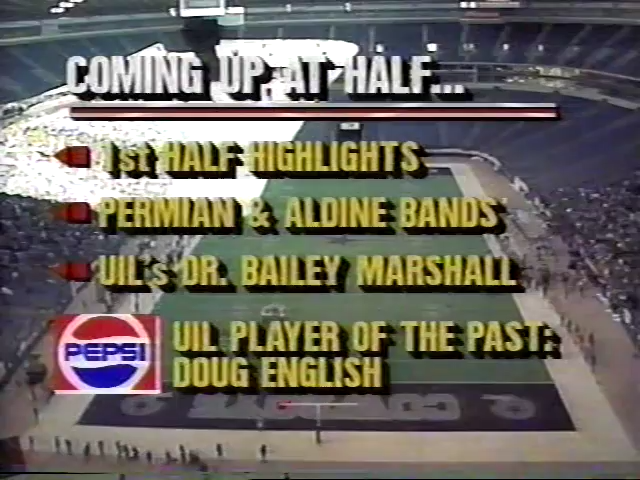 COMING UP AT HALF...
1st HALF HIGHLIGHTS
PERMIAN & ALDINE BANDS
UIL's DR. BAILEY MARSHALL
PEPSI
UIL PLAYER OF THE PAST:
DOUG ENGLISH
COWBOYS